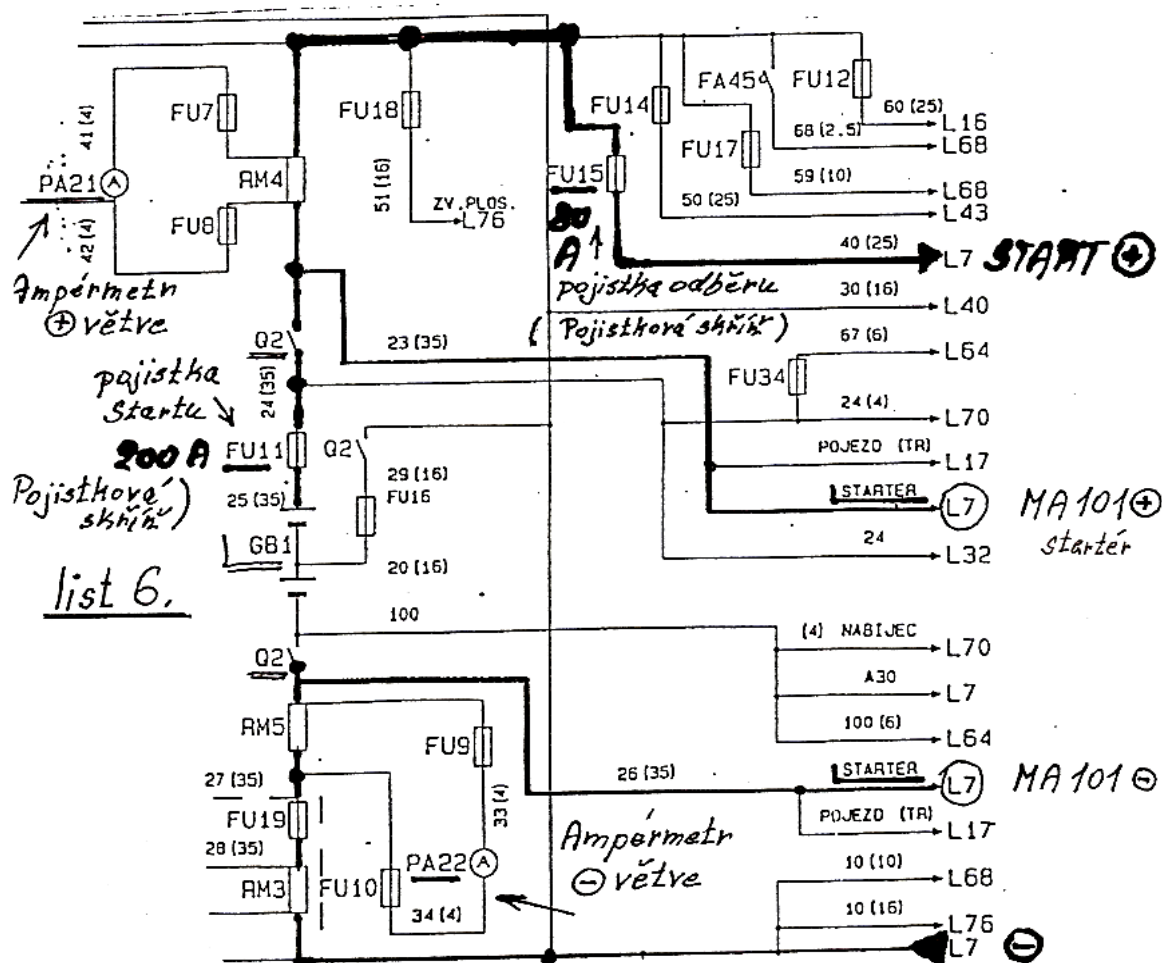 41 (4)
FU7
FU18
FU14
FA45
FU12
60 (25)
L16
68 (2.5)
L68
FU17
PA21
A
RM4
51 (16)
FU15
59 (10)
L68
ZV. PLOS.
L76
50 (25)
L43
42 (4)
FU8
80
A
40 (25)
L7 START +
Ampérmetr
+ větve
pojistka odběru
(Pojistková skříň)
30 (16)
L40
Q2
23 (35)
67 (6)
L64
FU34
pojistka
startu
24 (35)
24 (4)
L70
200 A
FU11
Q2
POJEZD (TR)
L17
29 (16)
FU16
Pojistková
skříň)
25 (35)
STARTER
L7
MA101 +
startér
GB1
24
L32
20 (16)
list 6.
100
(4) NABIJEC
L70
Q2
A30
L7
RM5
FU9
100 (6)
L64
27 (35)
26 (35)
STARTER
L7
MA101 -
33 (4)
POJEZD (TR)
L17
FU19
28 (35)
Ampérmetr
- větve
PA22
A
RM3
FU10
10 (10)
L68
34 (4)
10 (16)
L76
L7 -